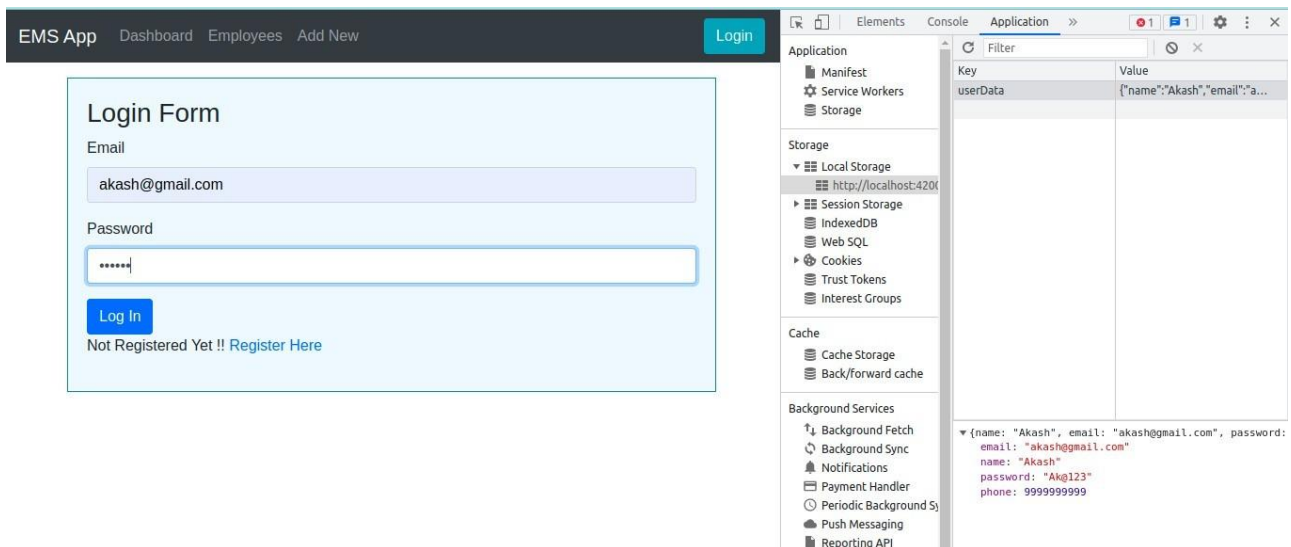 EMS App Dashboard Employees Add New Login
Login Form
Email
akash@gmail.com
Password
••••••
Log In
Not Registered Yet !! Register Here
Elements Console Application » 1 1
Application
Manifest
Service Workers
Storage
Storage
Local Storage
http://localhost:4200
Session Storage
IndexedDB
Web SQL
Cookies
Trust Tokens
Interest Groups
Cache
Cache Storage
Back/forward cache
Background Services
Background Fetch
Background Sync
Notifications
Payment Handler
Periodic Background Sy
Push Messaging
Reporting API
Filter
Key Value
userData {"name":"Akash","email":"a...
{name: "Akash", email: "akash@gmail.com", password:
email: "akash@gmail.com"
name: "Akash"
password: "Ak@123"
phone: 9999999999